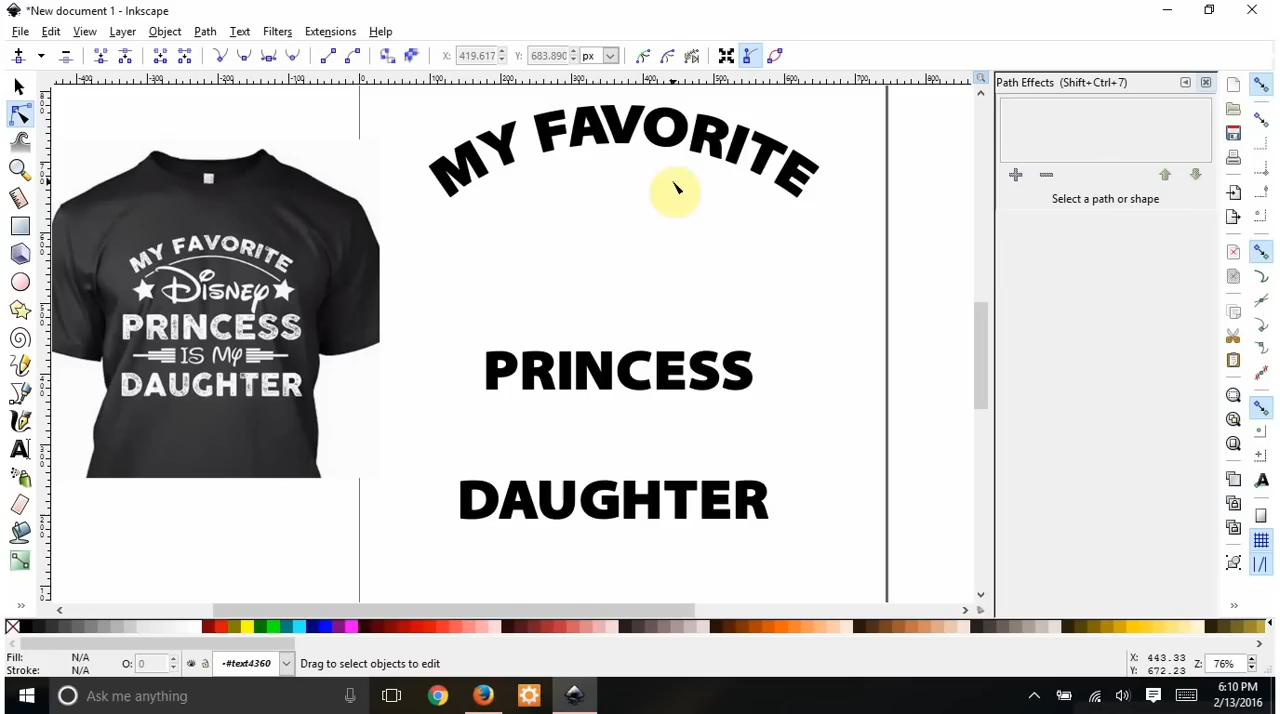 *New document 1 - Inkscape
File Edit View Layer Object Path Text Filters Extensions Help
X: 419.617 Y: 683.890 px
Path Effects (Shift+Ctrl+7)
Select a path or shape
MY FAVORITE
PRINCESS
DAUGHTER
MY FAVORITE
Disney
PRINCESS
IS My
DAUGHTER
Fill: N/A
Stroke: N/A
O: 0
#text4360
Drag to select objects to edit
X: 443.33
Y: 672.23
Z: 76%
Ask me anything
6:10 PM
2/13/2016